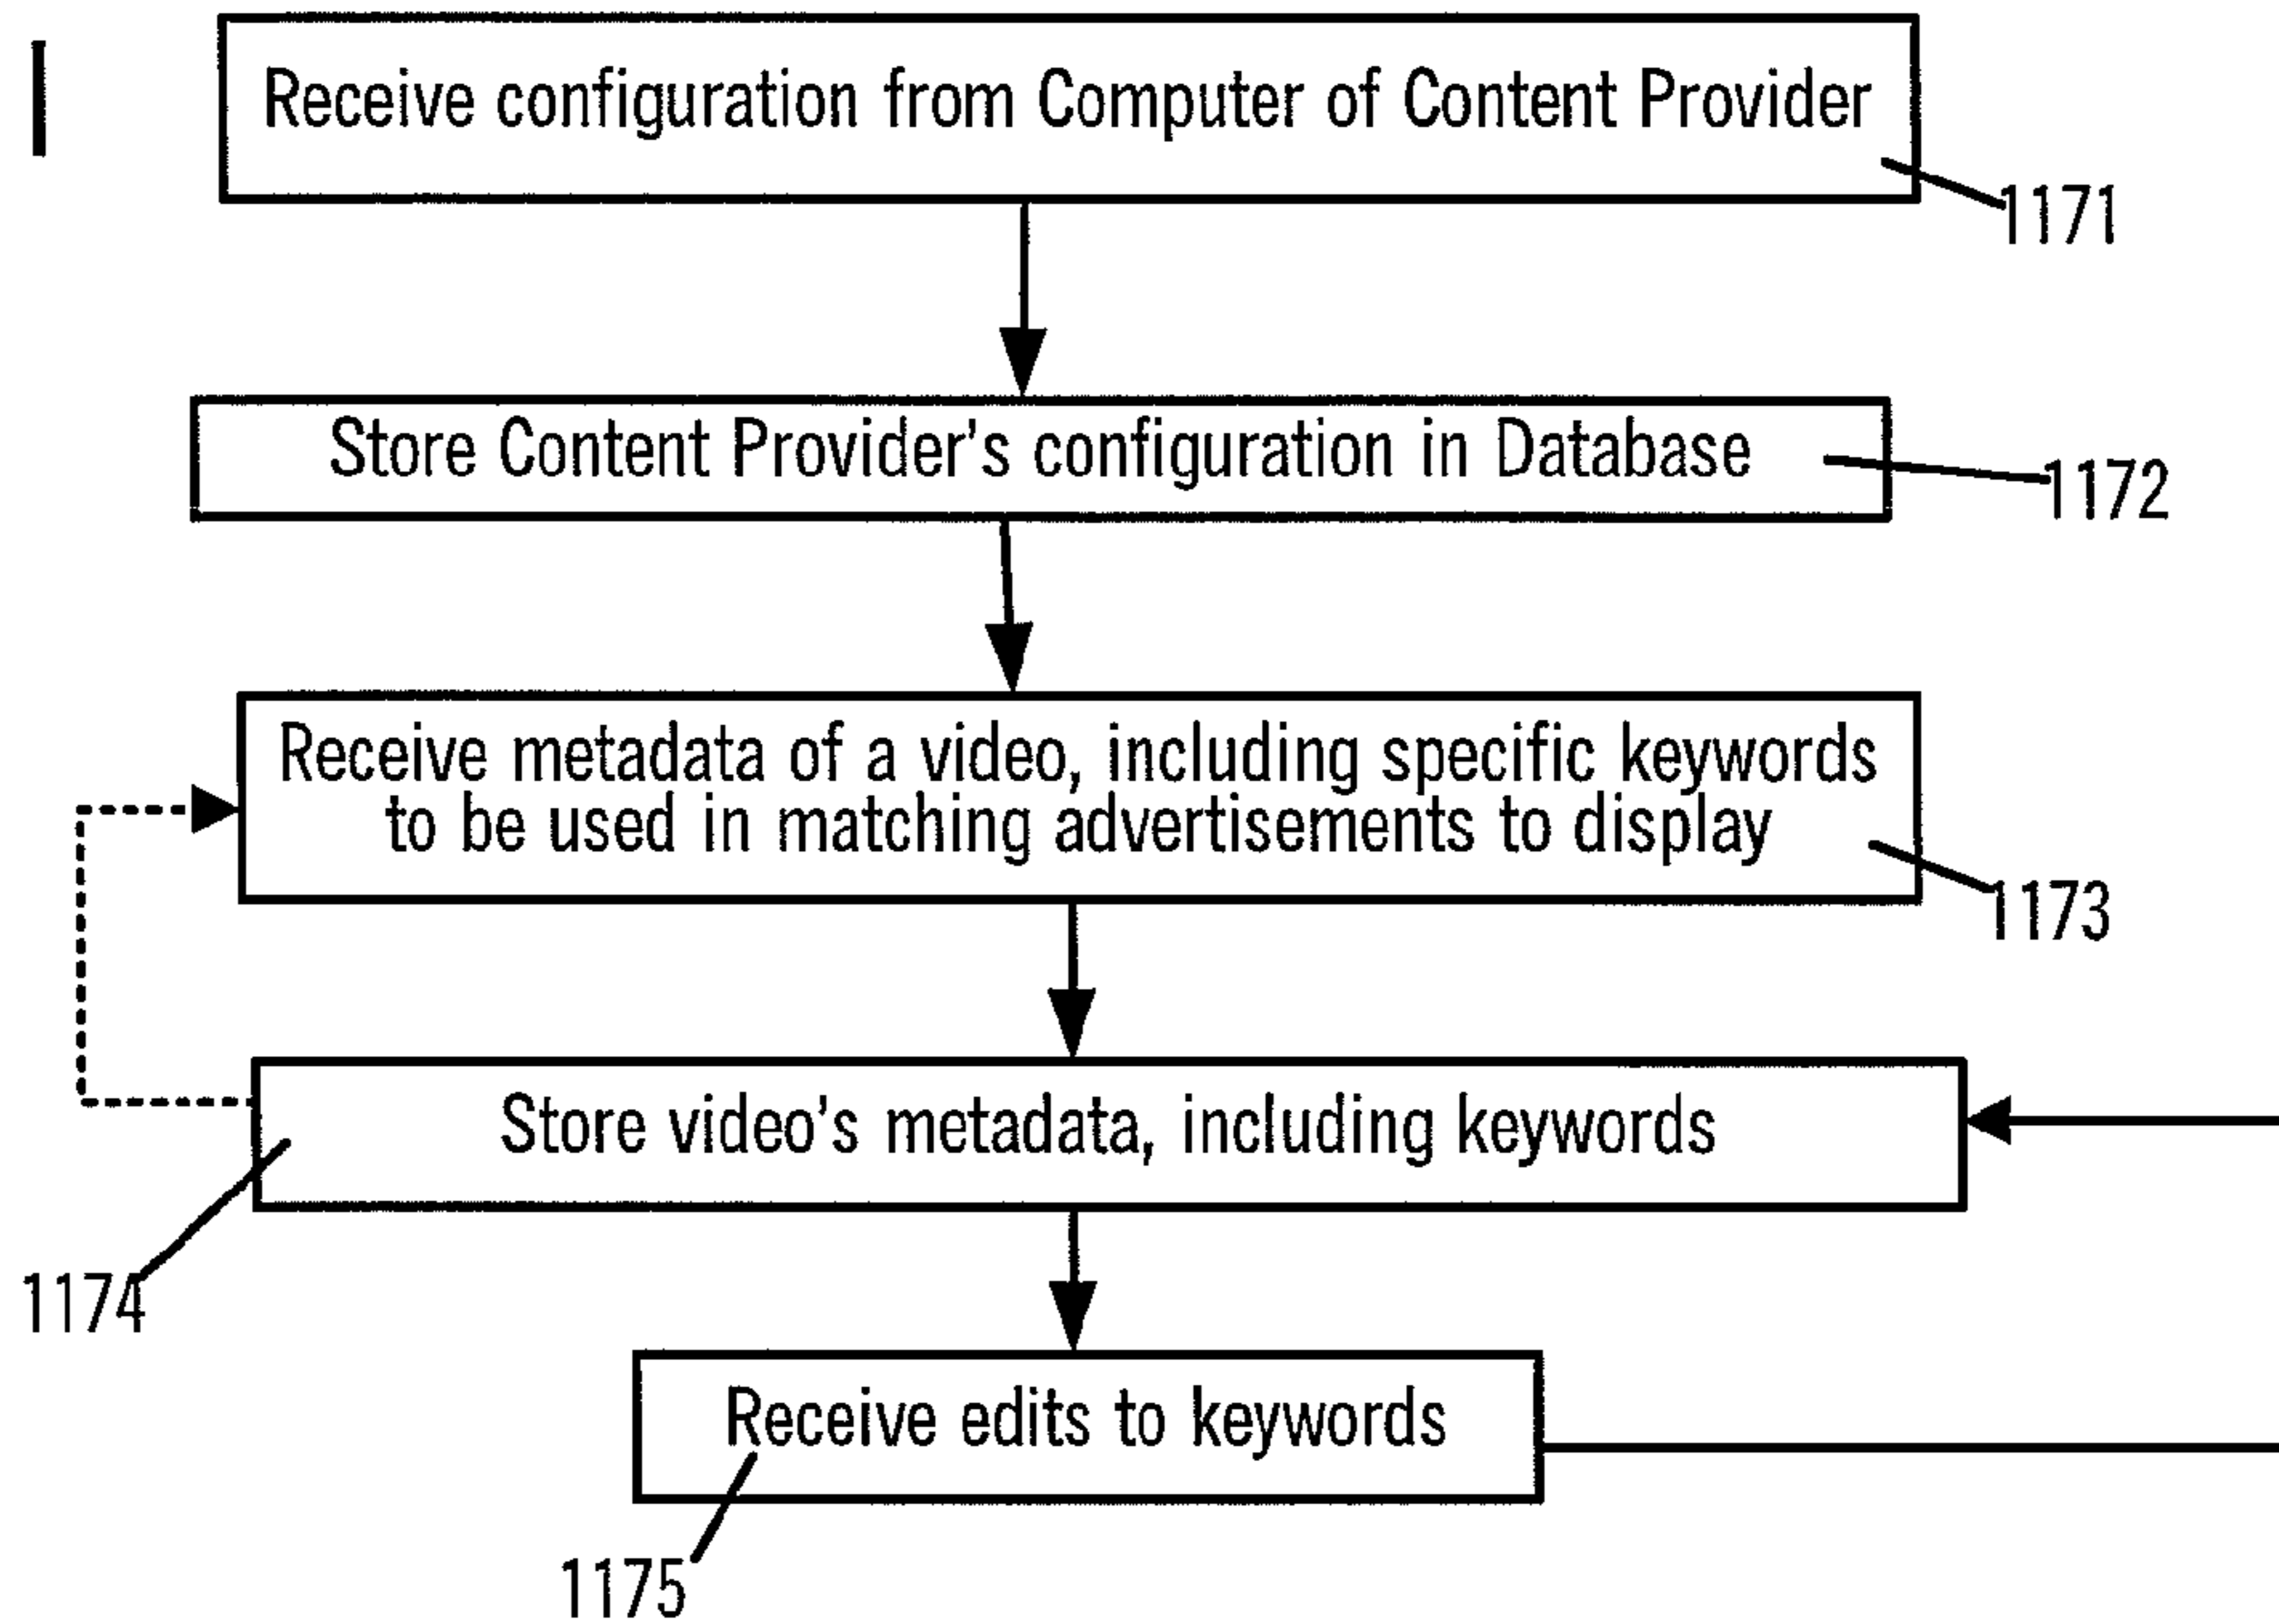 Receive configuration from Computer of Content Provider
1171
Store Content Provider's configuration in Database
1172
Receive metadata of a video, including specific keywords
to be used in matching advertisements to display
1173
Store video's metadata, including keywords
1174
Receive edits to keywords
1175